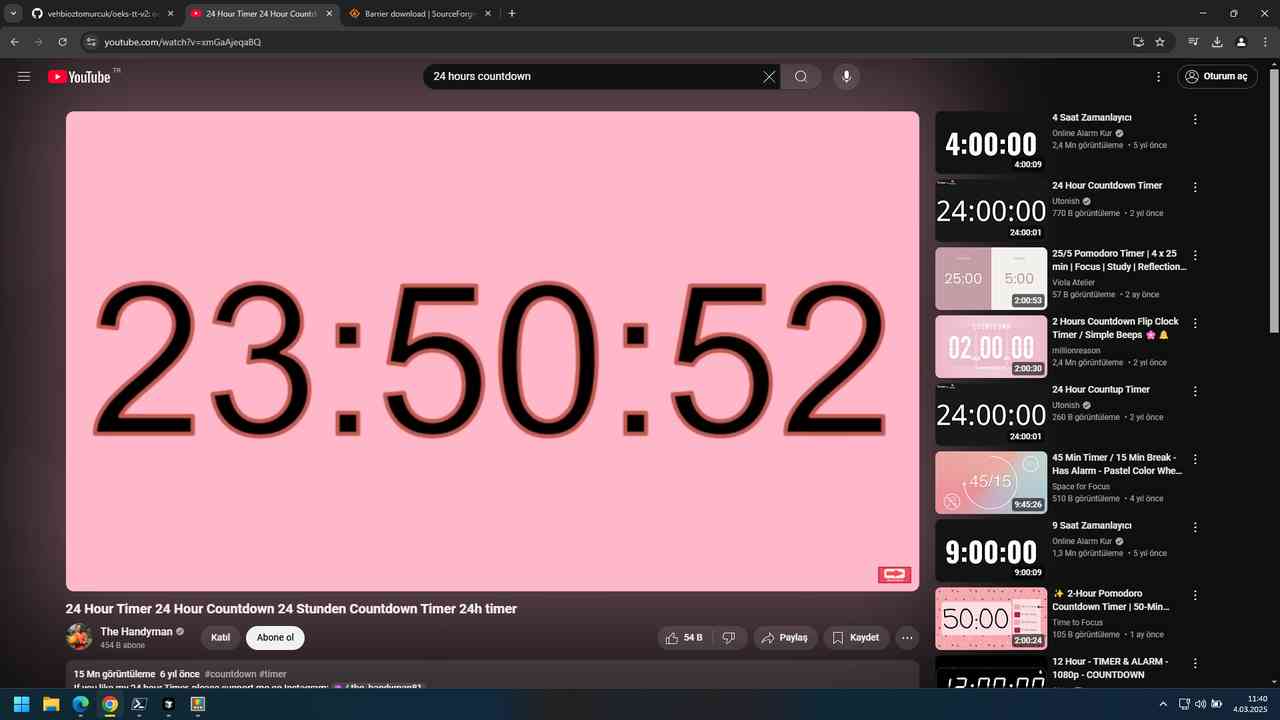 vehbioztomurcuk/oeks-tt-v2:
24 Hour Timer 24 Hour Countd
Barrier download | SourceForg
youtube.com/watch?v=xmGaAjeqaBQ
YouTube TR
24 hours countdown
Oturum aç
23:50:52
24 Hour Timer 24 Hour Countdown 24 Stunden Countdown Timer 24h timer
The Handyman
454 B abone
Katıl
Abone ol
54 B
Paylaş
Kaydet
15 Mn görüntüleme 6 yıl önce #countdown #timer
If you like my 24 hour Timer, please support me on Instagram: / the_handyman81_
4:00:00
4:00:09
4 Saat Zamanlayıcı
Online Alarm Kur
2,4 Mn görüntüleme • 5 yıl önce
24:00:00
24:00:01
24 Hour Countdown Timer
Utonish
770 B görüntüleme • 2 yıl önce
25:00
5:00
2:00:53
25/5 Pomodoro Timer | 4 x 25
min | Focus | Study | Reflection...
Viola Atelier
57 B görüntüleme • 2 ay önce
COUNTDOWN
02 00 00
2:00:30
2 Hours Countdown Flip Clock
Timer / Simple Beeps 🌸 🔔
millionreason
2,4 Mn görüntüleme • 2 yıl önce
24:00:00
24:00:01
24 Hour Countup Timer
Utonish
260 B görüntüleme • 2 yıl önce
45/15
9:45:26
45 Min Timer / 15 Min Break -
Has Alarm - Pastel Color Whe...
Space for Focus
510 B görüntüleme • 4 yıl önce
9:00:00
9:00:09
9 Saat Zamanlayıcı
Online Alarm Kur
1,3 Mn görüntüleme • 5 yıl önce
50:00
2:00:24
✨ 2-Hour Pomodoro
Countdown Timer | 50-Min...
Time to Focus
105 B görüntüleme • 1 ay önce
12:00:00
12 Hour - TIMER & ALARM -
1080p - COUNTDOWN
11:40
4.03.2025